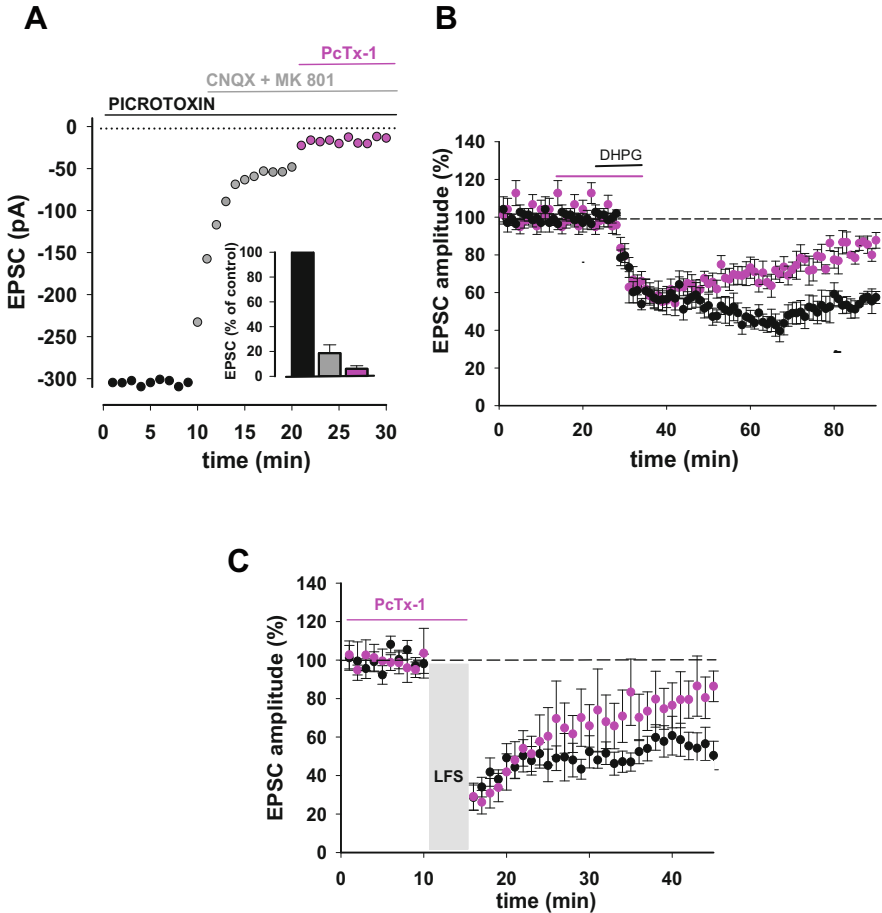 A
PcTx-1
CNQX + MK 801
PICROTOXIN
0
-50
-100
-150
-200
-250
-300
EPSC (pA)
100
80
60
40
20
0
EPSC (% of control)
0 5 10 15 20 25 30
time (min)
B
DHPG
140
120
100
80
60
40
20
0
EPSC amplitude (%)
0 20 40 60 80
time (min)
C
PcTx-1
LFS
140
120
100
80
60
40
20
0
EPSC amplitude (%)
0 10 20 30 40
time (min)